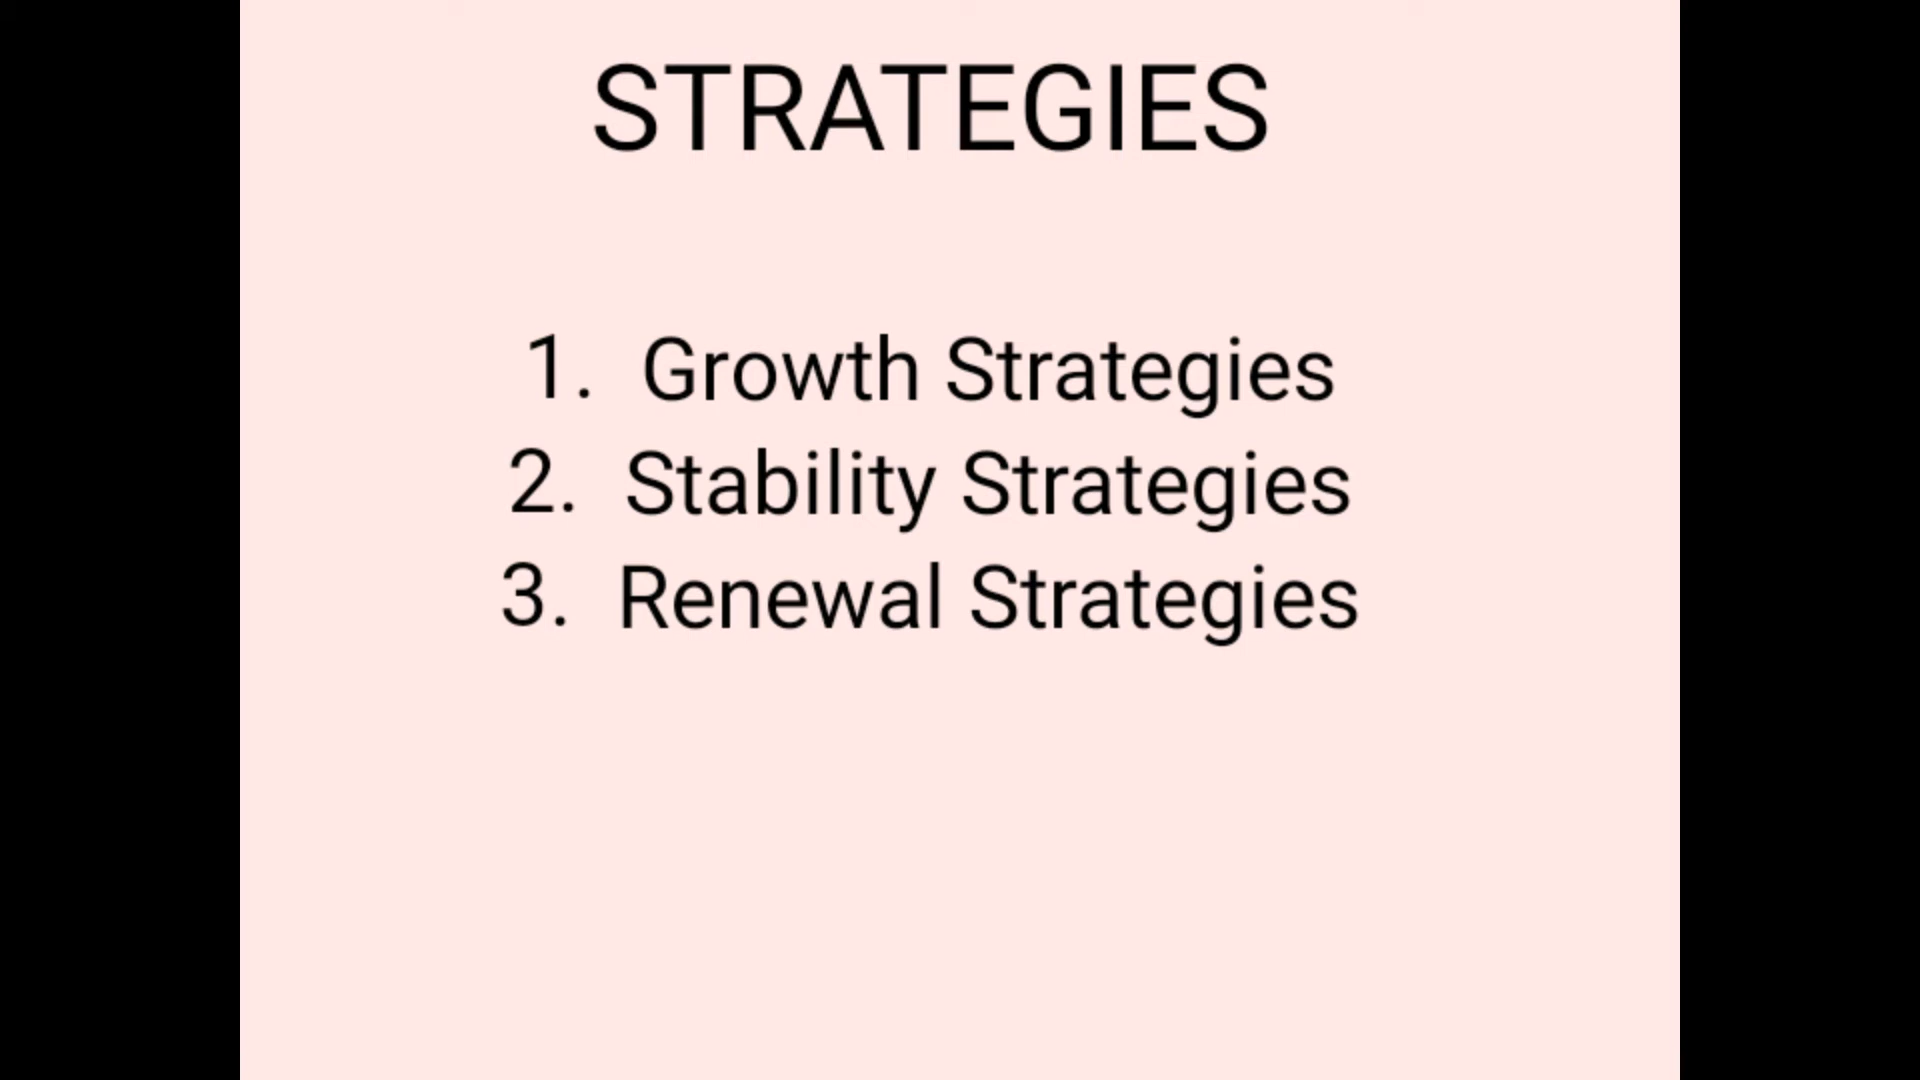 STRATEGIES
1. Growth Strategies
2. Stability Strategies
3. Renewal Strategies